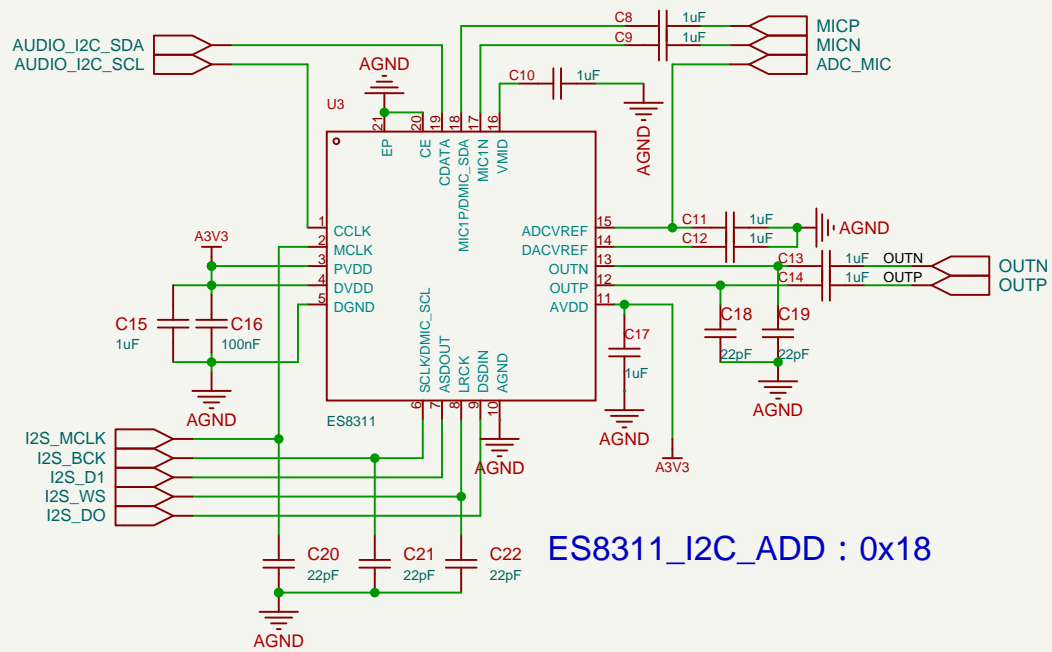 C8 1uF MICP
AUDIO_I2C_SDA C9 1uF MICN
AUDIO_I2C_SCL AGND ADC_MIC
C10 1uF
U3
21 20 19 18 17 16
EP CE CDATA MIC1P/DMIC_SDA MIC1N VMID
AGND
1 CCLK ADCVREF 15 C11 1uF AGND
A3V3 2 MCLK DACVREF 14 C12 1uF
3 PVDD OUTN 13 C13 1uF OUTN OUTN
4 DVDD OUTP 12 C14 1uF OUTP OUTP
5 DGND AVDD 11
C15 C16 C17 C18 C19
1uF 100nF 1uF 22pF 22pF
SCLK/DMIC_SCL ASDOUT LRCK DSDIN AGND
6 7 8 9 10
AGND ES8311 AGND AGND
I2S_MCLK
I2S_BCK AGND A3V3
I2S_D1
I2S_WS
I2S_DO
C20 C21 C22 ES8311_I2C_ADD : 0x18
22pF 22pF 22pF
AGND